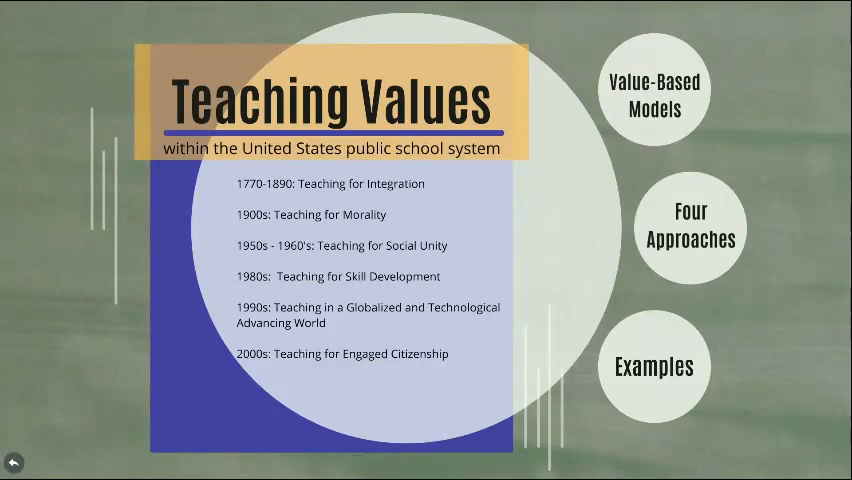 Teaching Values
within the United States public school system
1770-1890: Teaching for Integration
1900s: Teaching for Morality
1950s - 1960's: Teaching for Social Unity
1980s:  Teaching for Skill Development
1990s: Teaching in a Globalized and Technological
Advancing World
2000s: Teaching for Engaged Citizenship
Value-Based
Models
Four
Approaches
Examples